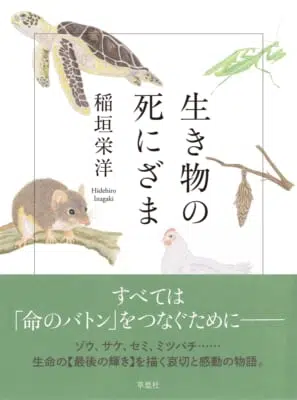 生き物の
死にざま
稲垣栄洋
Hidehiro
Inagaki
すべては
「命のバトン」をつなぐために———
ゾウ、サケ、セミ、ミツバチ……
生命の【最後の輝き】を描く哀切と感動の物語。
草思社